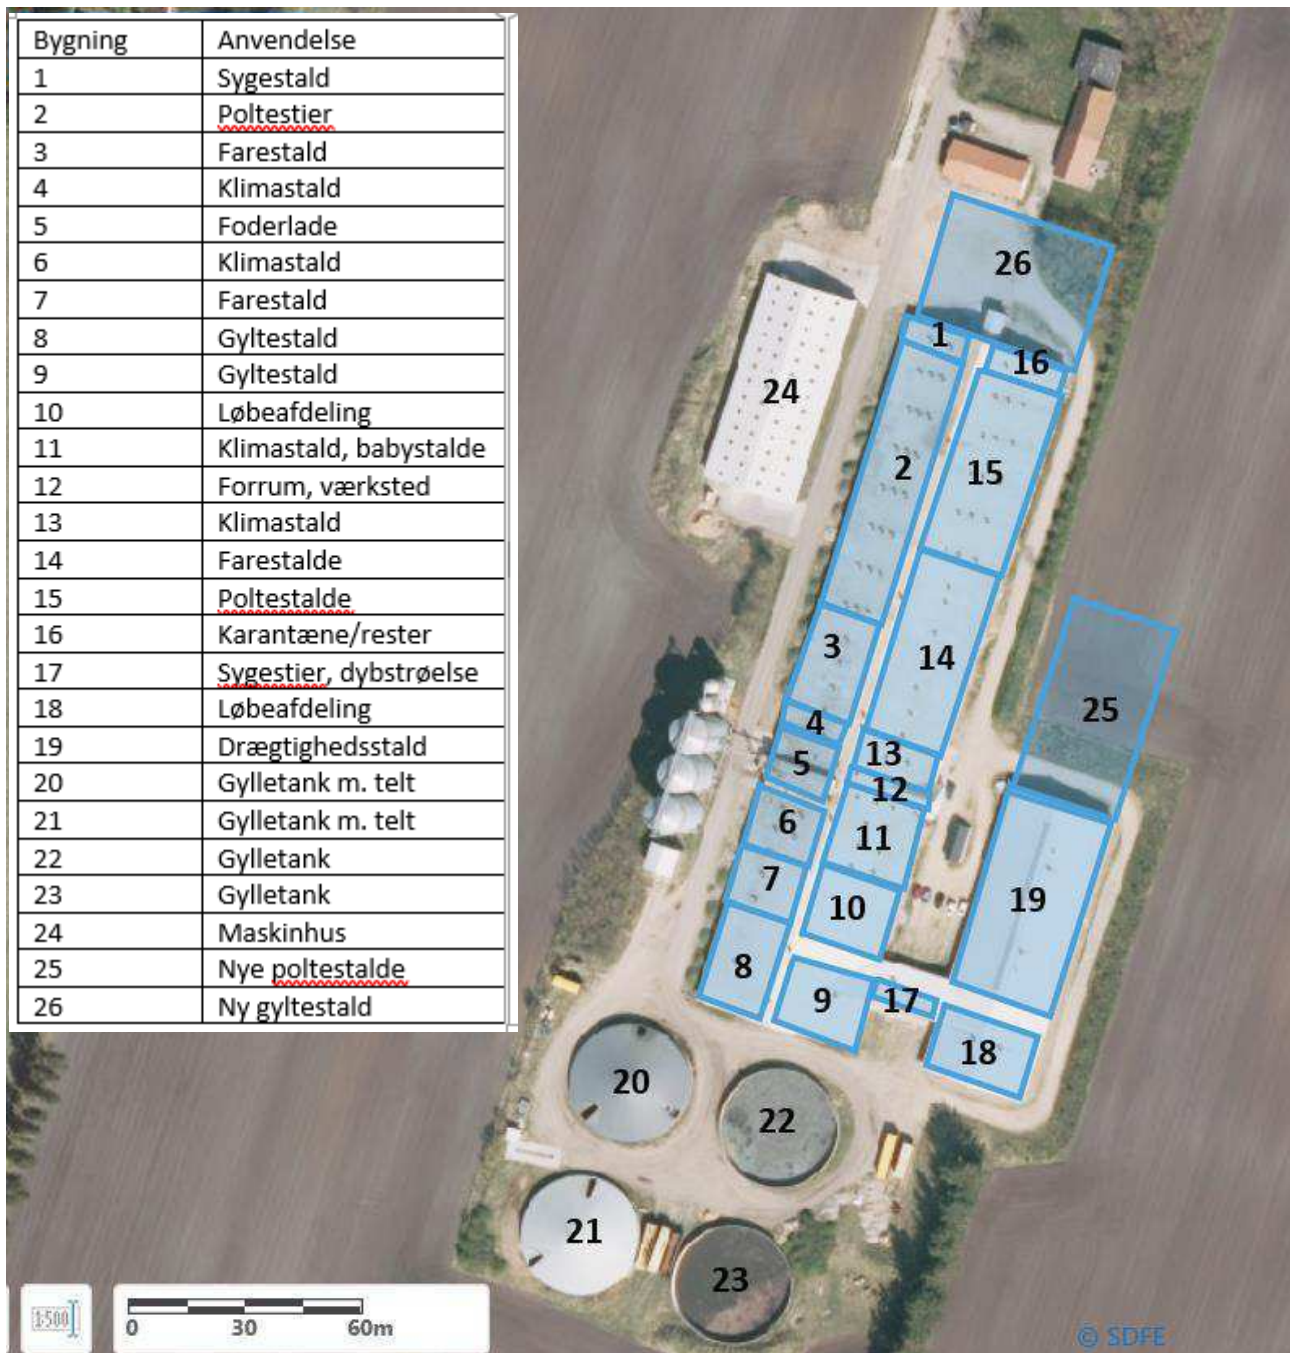 Bygning Anvendelse
1 Sygestald
2 Poltestier
3 Farestald
4 Klimastald
5 Foderlade
6 Klimastald
7 Farestald
8 Gyltestald
9 Gyltestald
10 Løbeafdeling
11 Klimastald, babystalde
12 Forrum, værksted
13 Klimastald
14 Farestalde
15 Poltestalde
16 Karantæne/rester
17 Sygestier, dybstrøelse
18 Løbeafdeling
19 Drægtighedsstald
20 Gylletank m. telt
21 Gylletank m. telt
22 Gylletank
23 Gylletank
24 Maskinhus
25 Nye poltestalde
26 Ny gyltestald
26
1
16
24
2
15
3
14
25
4
13
5
12
6
11
7
10
19
8
9
17
18
20
22
21
23
1:500
0 30 60m
© SDFE